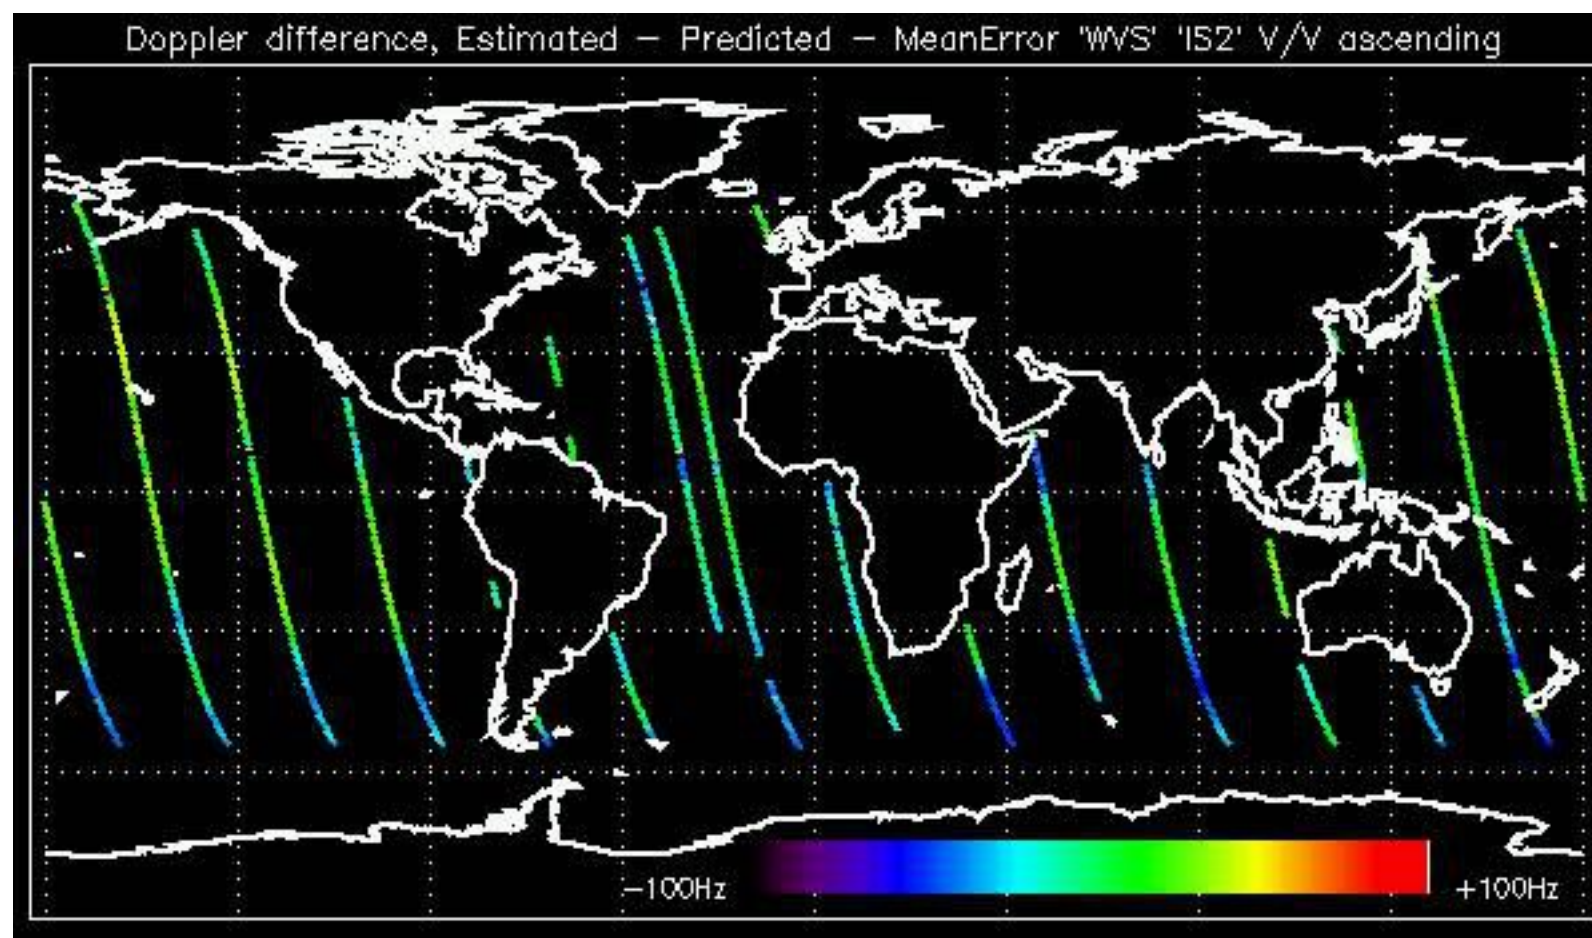 Doppler difference, Estimated – Predicted – MeanError 'WVS' 'IS2' V/V ascending
–100Hz
+100Hz